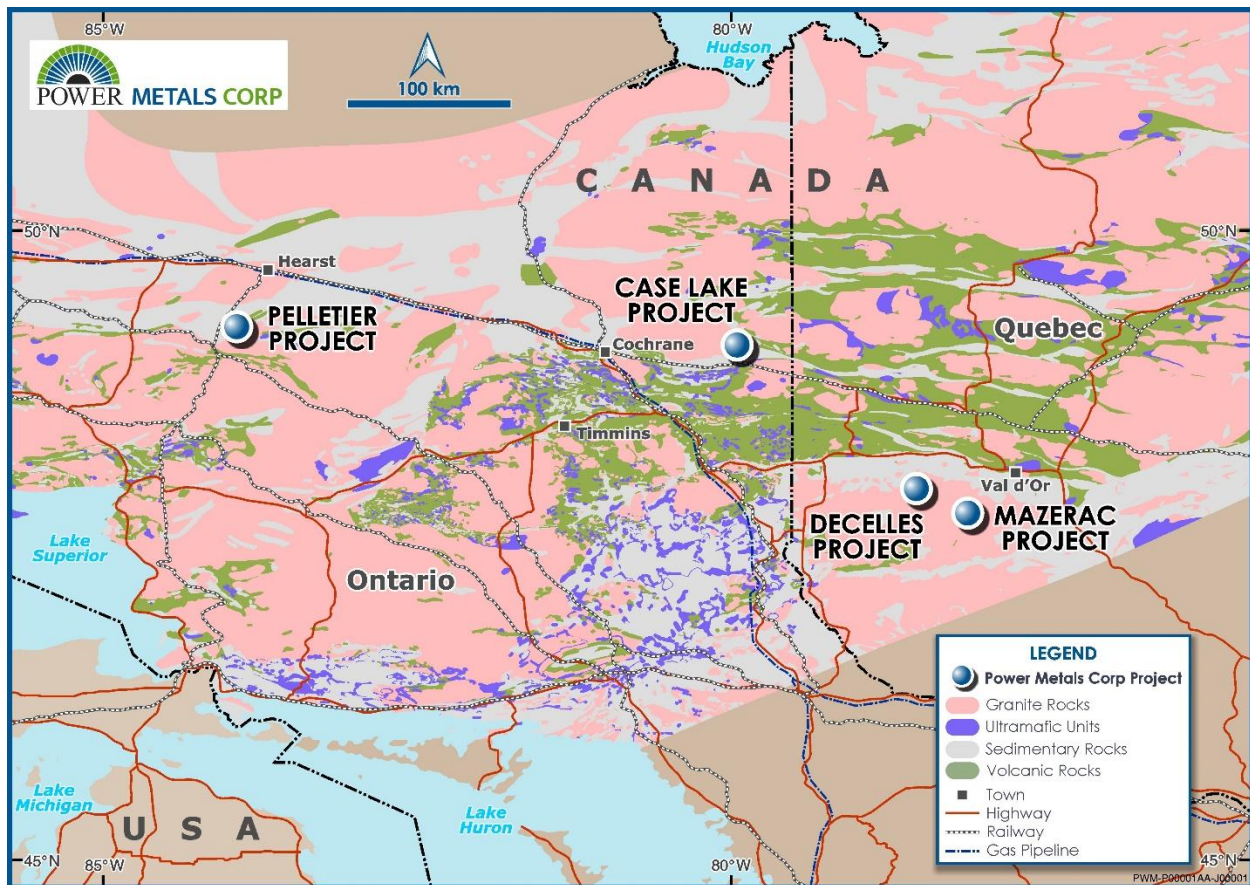 85°W
80°W
Hudson
Bay
POWER METALS CORP
100 km
CANADA
50°N
50°N
Hearst
PELLETIER
PROJECT
CASE LAKE
PROJECT
Quebec
Cochrane
Timmins
Val d'Or
DECELLES
PROJECT
MAZERAC
PROJECT
Lake
Superior
Ontario
LEGEND
Power Metals Corp Project
Granite Rocks
Ultramafic Units
Sedimentary Rocks
Volcanic Rocks
Town
Highway
Railway
Gas Pipeline
Lake
Michigan
USA
Lake
Huron
45°N
85°W
80°W
45°N
PWM-P00001AA-J00001